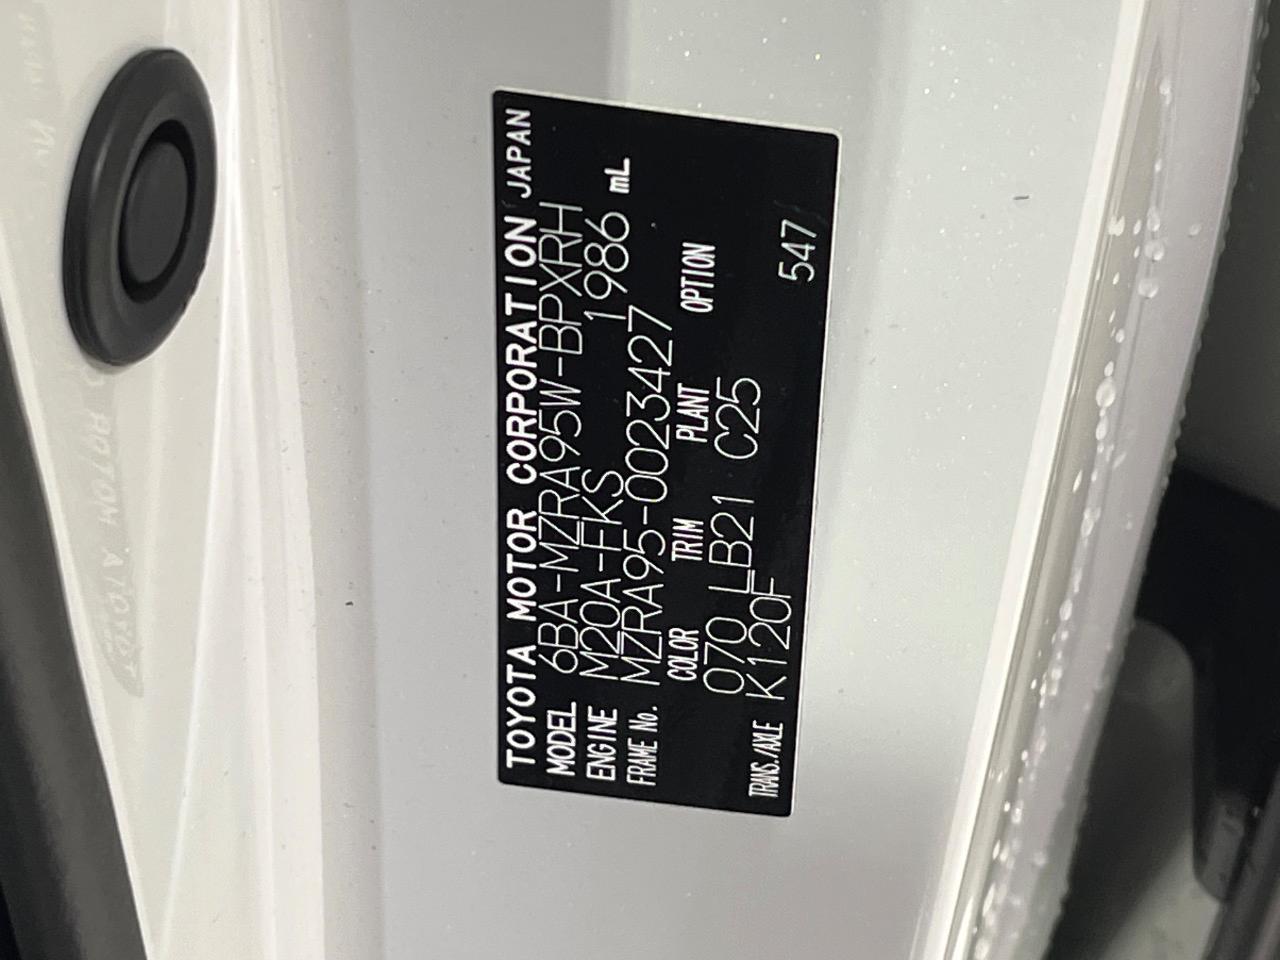 TOYOTA MOTOR CORPORATION JAPAN
MODEL 6BA-MZRA95W-BPXRH
ENGINE M20A-FKS 1986 mL
FRAME No. MZRA95-0023427
COLOR TRIM PLANT OPTION
070 LB21 C25
TRANS./AXLE K120F 547